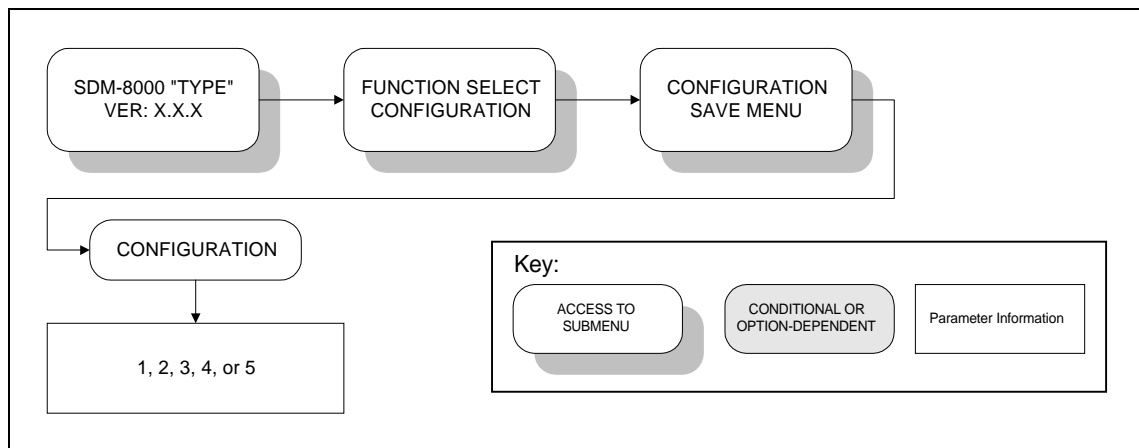 SDM-8000 "TYPE"
VER: X.X.X
FUNCTION SELECT
CONFIGURATION
CONFIGURATION
SAVE MENU
CONFIGURATION
1, 2, 3, 4, or 5
Key:
ACCESS TO
SUBMENU
CONDITIONAL OR
OPTION-DEPENDENT
Parameter Information